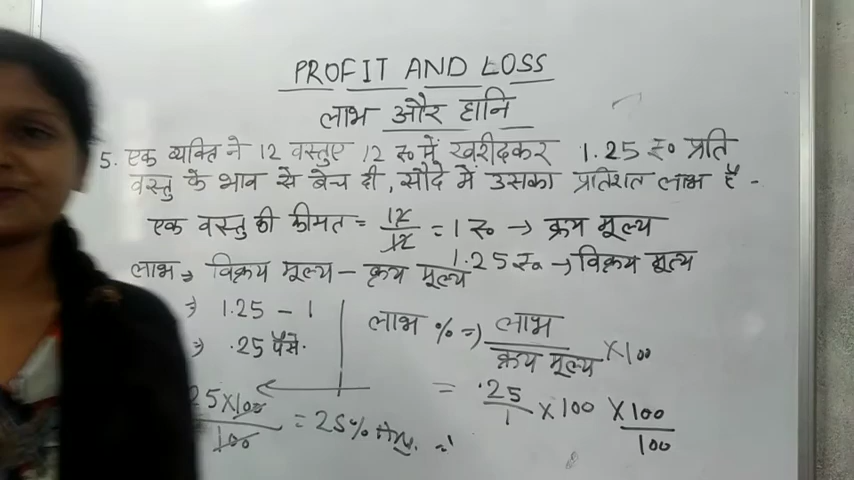 PROFIT AND LOSS
लाभ और हानि
5. एक व्यक्ति ने 12 वस्तुए 12 रू० में खरीदकर 1.25 रू० प्रति
वस्तु के भाव से बेच दी, सौदे में उसका प्रतिशत लाभ है -
एक वस्तु की कीमत = 12/12 = 1 रू० → क्रय मूल्य
1.25 रू० → विक्रय मूल्य
लाभ ⇒ विक्रय मूल्य - क्रय मूल्य
⇒ 1.25 - 1
⇒ .25 पैसे.
लाभ % ⇒ लाभ/क्रय मूल्य × 100
= .25/1 × 100 × 100/100
25×100/100 = 25% Ans.